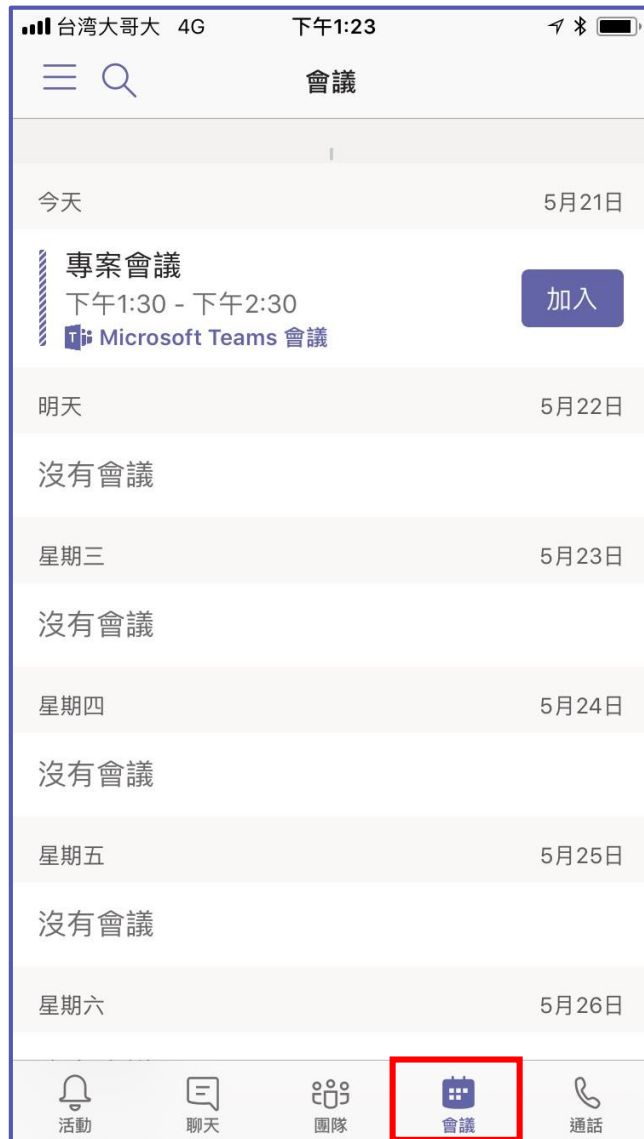 台湾大哥大 4G 下午1:23
會議
今天 5月21日
專案會議
下午1:30 - 下午2:30
加入
Microsoft Teams 會議
明天 5月22日
沒有會議
星期三 5月23日
沒有會議
星期四 5月24日
沒有會議
星期五 5月25日
沒有會議
星期六 5月26日
活動 聊天 團隊 會議 通話